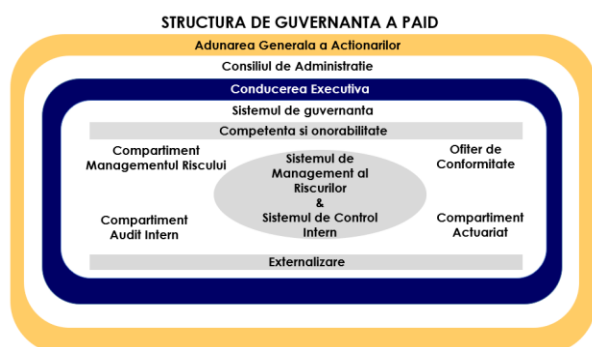 STRUCTURA DE GUVERNANTA A PAID
Adunarea Generala a Actionarilor
Consiliul de Administratie
Conducerea Executiva
Sistemul de guvernanta
Competenta si onorabilitate
Compartiment
Managementul Riscului
Sistemul de
Management al
Riscurilor
&
Sistemul de Control
Intern
Ofiter de
Conformitate
Compartiment
Audit Intern
Compartiment
Actuariat
Externalizare